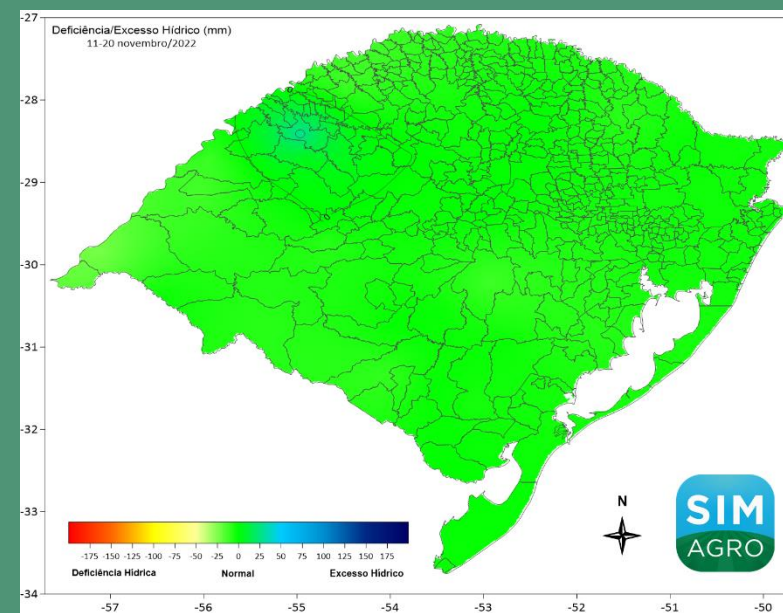 Deficiência/Excesso Hídrico (mm)
11-20 novembro/2022
-27
-28
-29
-30
-31
-32
-33
-34
-57
-56
-55
-54
-53
-52
-51
-50
-175 -150 -125 -100 -75 -50 -25 0 25 50 75 100 125 150 175
Deficiência Hídrica Normal Excesso Hídrico
N
SIM
AGRO